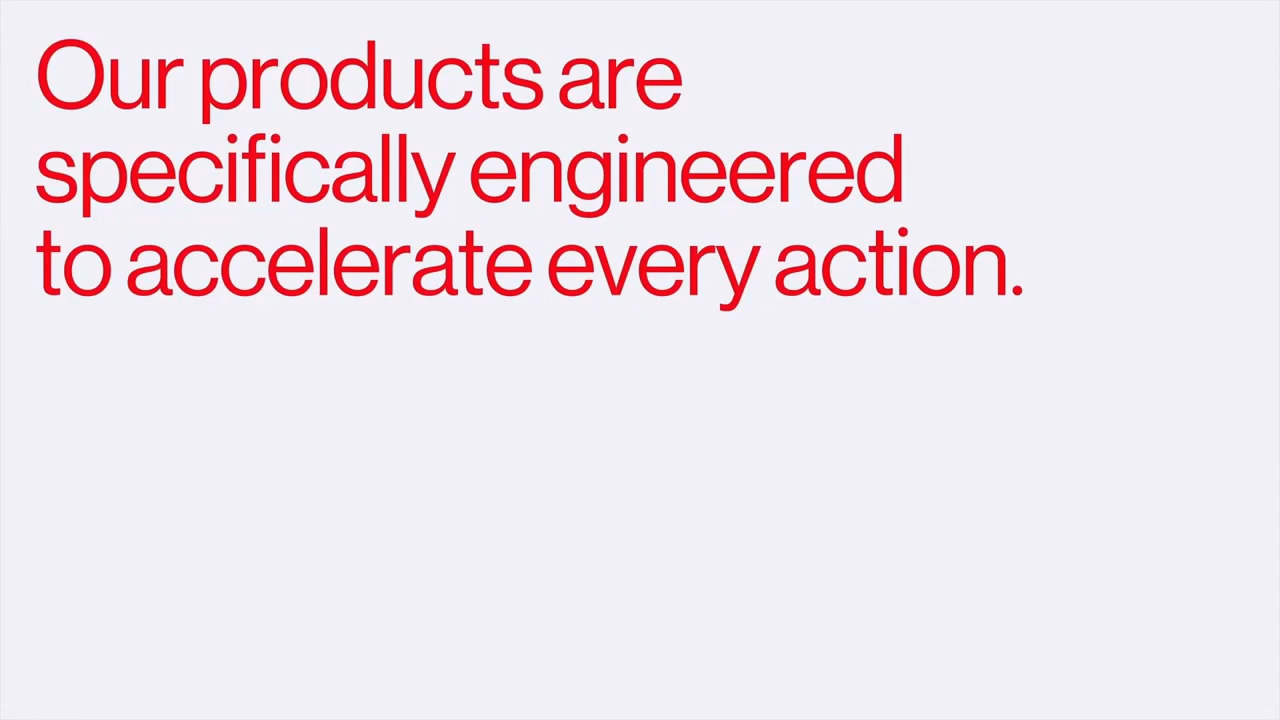 Our products are
specifically engineered
to accelerate every action.